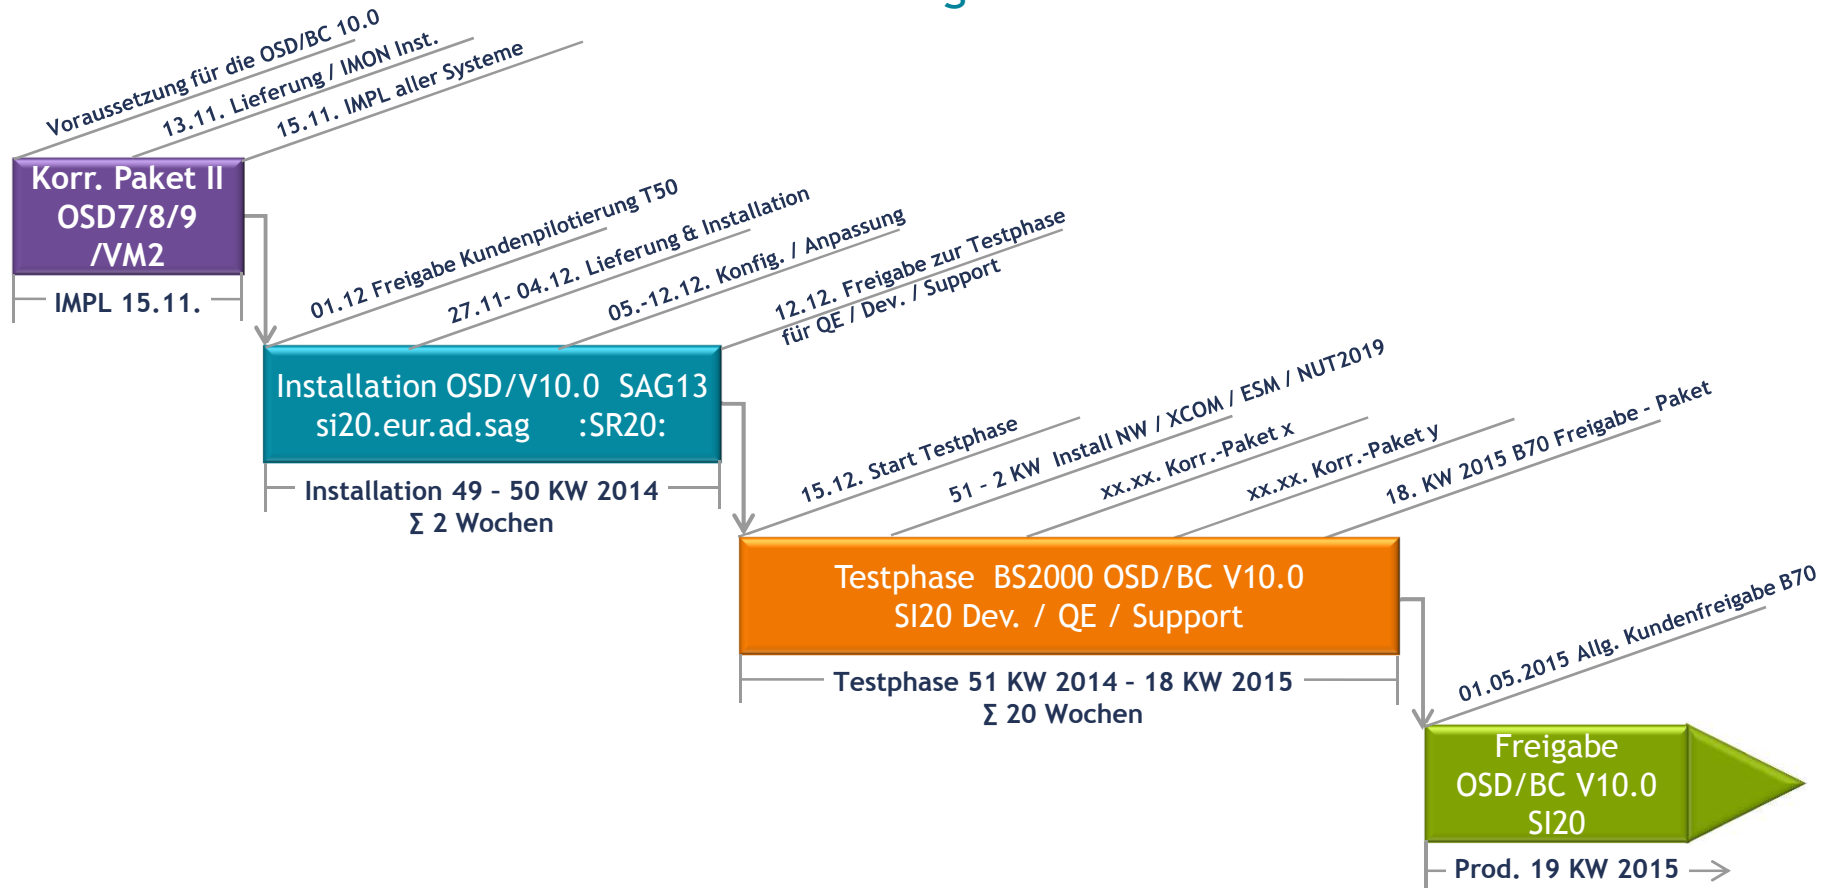 Voraussetzung für die OSD/BC 10.0
13.11. Lieferung / IMON Inst.
15.11. IMPL aller Systeme
Korr. Paket II
OSD7/8/9
/VM2
IMPL 15.11.
01.12 Freigabe Kundenpilotierung T50
27.11- 04.12. Lieferung & Installation
05.-12.12. Konfig. / Anpassung
12.12. Freigabe zur Testphase
für QE / Dev. / Support
Installation OSD/V10.0 SAG13
si20.eur.ad.sag :SR20:
Installation 49 – 50 KW 2014
Σ 2 Wochen
15.12. Start Testphase
51 – 2 KW Install NW / XCOM / ESM / NUT2019
xx.xx. Korr.-Paket x
xx.xx. Korr.-Paket y
18. KW 2015 B70 Freigabe - Paket
Testphase BS2000 OSD/BC V10.0
SI20 Dev. / QE / Support
Testphase 51 KW 2014 – 18 KW 2015
Σ 20 Wochen
01.05.2015 Allg. Kundenfreigabe B70
Freigabe
OSD/BC V10.0
SI20
Prod. 19 KW 2015